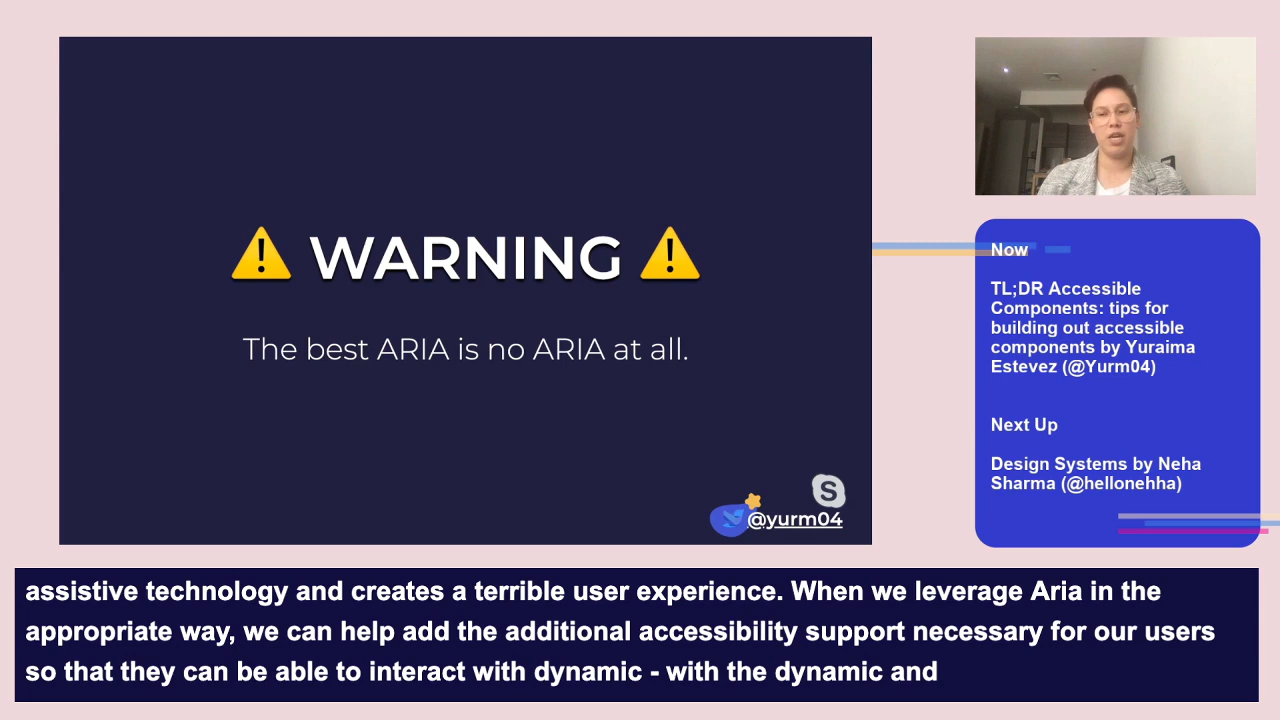 ⚠️ WARNING ⚠️
The best ARIA is no ARIA at all.
S
@yurm04
Now
TL;DR Accessible
Components: tips for
building out accessible
components by Yuraima
Estevez (@Yurm04)
Next Up
Design Systems by Neha
Sharma (@hellonehha)
assistive technology and creates a terrible user experience. When we leverage Aria in the
appropriate way, we can help add the additional accessibility support necessary for our users
so that they can be able to interact with dynamic - with the dynamic and